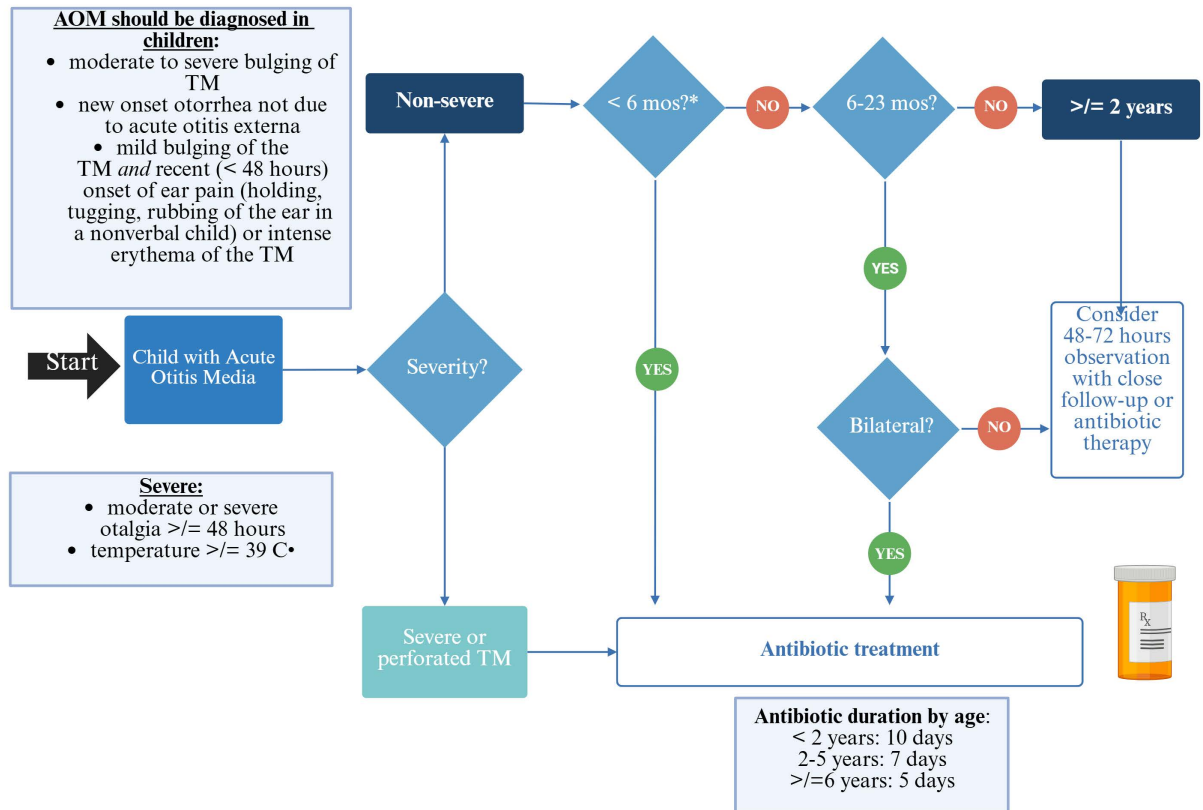 AOM should be diagnosed in
children:
• moderate to severe bulging of
TM
• new onset otorrhea not due
to acute otitis externa
• mild bulging of the
TM and recent (< 48 hours)
onset of ear pain (holding,
tugging, rubbing of the ear in
a nonverbal child) or intense
erythema of the TM
Start
Child with Acute
Otitis Media
Severity?
Non-severe
< 6 mos?*
NO
6-23 mos?
NO
>/= 2 years
YES
YES
Consider
48-72 hours
observation
with close
follow-up or
antibiotic
therapy
Bilateral?
NO
YES
Severe:
• moderate or severe
otalgia >/= 48 hours
• temperature >/= 39 C•
Severe or
perforated TM
Antibiotic treatment
Rx
Antibiotic duration by age:
< 2 years: 10 days
2-5 years: 7 days
>/=6 years: 5 days